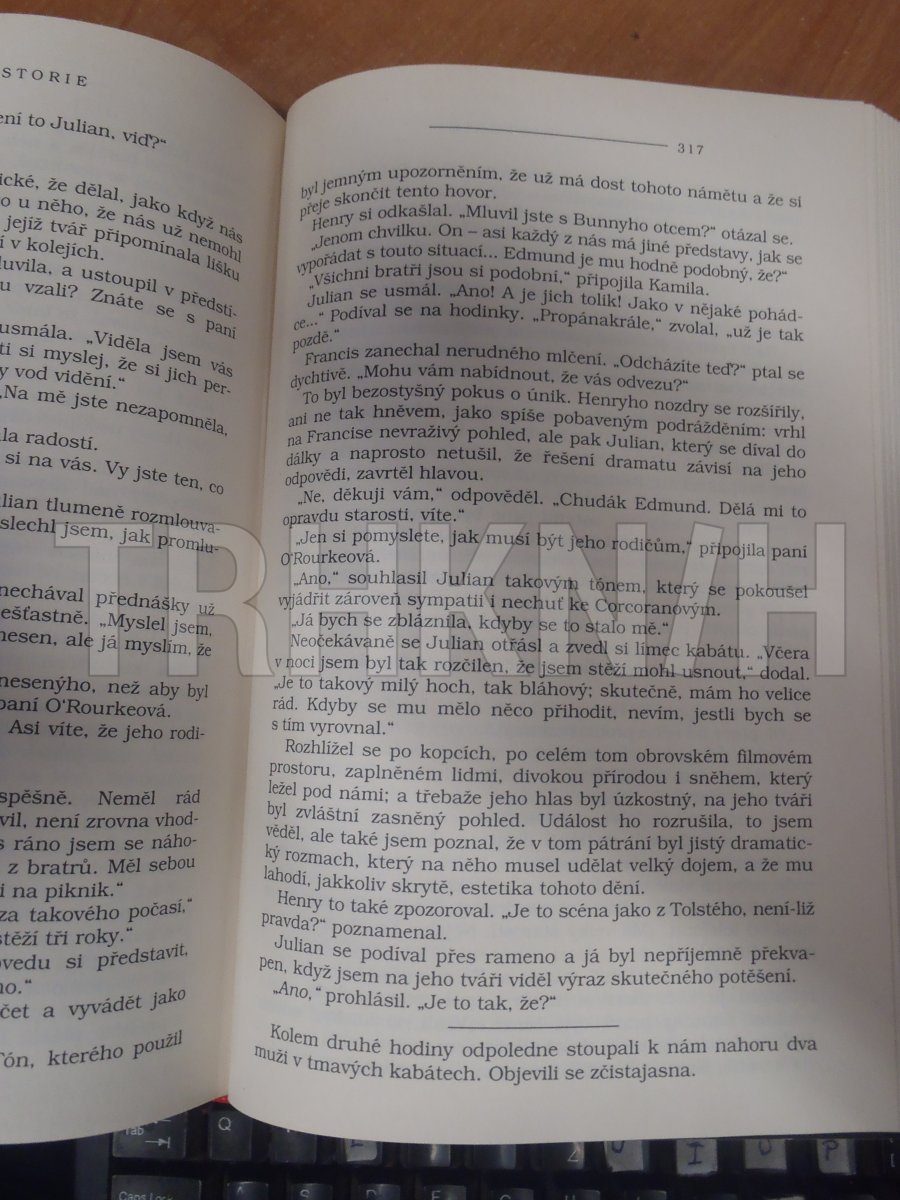 STORIE
ení to Julian, viď?“
ické, že dělal, jako když nás
o u něho, že nás už nemohl
jejíž tvář připomínala lišku
í v kolejích.
luvila, a ustoupil v předsti-
u vzali? Znáte se s paní
usmála. „Viděla jsem vás
ti si myslej, že si jich per-
y vod vidění.“
„Na mě jste nezapomněla,
la radostí.
si na vás. Vy jste ten, co
ulian tlumeně rozmlouva-
slechl jsem, jak promlu-
nechával přednášky už
ešťastně. „Myslel jsem,
nesen, ale já myslím, že
nesenýho, než aby byl
paní O‘Rourkeová.
Asi víte, že jeho rodi-
spěšně. Neměl rád
vil, není zrovna vhod-
s ráno jsem se náho-
z bratrů. Měl sebou
i na piknik.“
za takového počasí,“
stěží tři roky.“
ovedu si představit,
ho.“
čet a vyvádět jako
Tón, kterého použil
317
byl jemným upozorněním, že už má dost tohoto námětu a že si
přeje skončit tento hovor.
Henry si odkašlal. „Mluvil jste s Bunnyho otcem?“ otázal se.
„Jenom chvilku. On – asi každý z nás má jiné představy, jak se
vypořádat s touto situací... Edmund je mu hodně podobný, že?“
„Všichni bratři jsou si podobní,“ připojila Kamila.
Julian se usmál. „Ano! A je jich tolik! Jako v nějaké pohád-
ce...“ Podíval se na hodinky. „Propánakrále,“ zvolal, „už je tak
pozdě.“
Francis zanechal nerudného mlčení. „Odcházíte teď?“ ptal se
dychtivě. „Mohu vám nabídnout, že vás odvezu?“
To byl bezostyšný pokus o únik. Henryho nozdry se rozšířily,
ani ne tak hněvem, jako spíše pobaveným podrážděním: vrhl
na Francise nevraživý pohled, ale pak Julian, který se díval do
dálky a naprosto netušil, že řešení dramatu závisí na jeho
odpovědi, zavrtěl hlavou.
„Ne, děkuji vám,“ odpověděl. „Chudák Edmund. Dělá mi to
opravdu starosti, víte.“
„Jen si pomyslete, jak musí být jeho rodičům,“ připojila paní
O‘Rourkeová.
„Ano,“ souhlasil Julian takovým tónem, který se pokoušel
vyjádřit zároveň sympatii i nechuť ke Corcoranovým.
„Já bych se zbláznila, kdyby se to stalo mě.“
Neočekávaně se Julian otřásl a zvedl si límec kabátu. „Včera
v noci jsem byl tak rozčilen, že jsem stěží mohl usnout,“ dodal.
„Je to takový milý hoch, tak bláhový; skutečně, mám ho velice
rád. Kdyby se mu mělo něco přihodit, nevím, jestli bych se
s tím vyrovnal.“
Rozhlížel se po kopcích, po celém tom obrovském filmovém
prostoru, zaplněném lidmi, divokou přírodou i sněhem, který
ležel pod námi; a třebaže jeho hlas byl úzkostný, na jeho tváři
byl zvláštní zasněný pohled. Událost ho rozrušila, to jsem
věděl, ale také jsem poznal, že v tom pátrání byl jistý dramatic-
ký rozmach, který na něho musel udělat velký dojem, a že mu
lahodí, jakkoliv skrytě, estetika tohoto dění.
Henry to také zpozoroval. „Je to scéna jako z Tolstého, není-liž
pravda?“ poznamenal.
Julian se podíval přes rameno a já byl nepříjemně překva-
pen, když jsem na jeho tváři viděl výraz skutečného potěšení.
„Ano,“ prohlásil. „Je to tak, že?“
Kolem druhé hodiny odpoledne stoupali k nám nahoru dva
muži v tmavých kabátech. Objevili se zčistajasna.
Tab
Q
U
I
P
Caps Lock